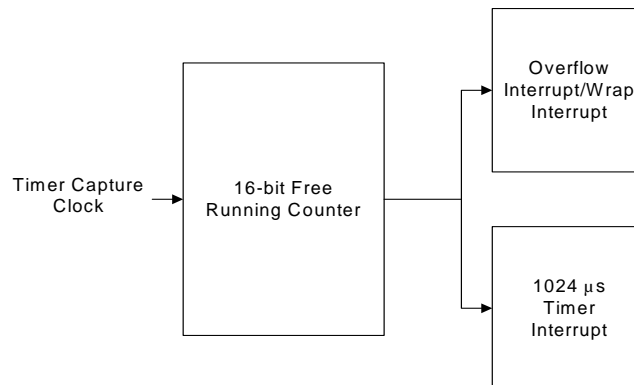 Overflow
Interrupt/Wrap
Interrupt
Timer Capture
Clock
16-bit Free
Running Counter
1024 μs
Timer
Interrupt